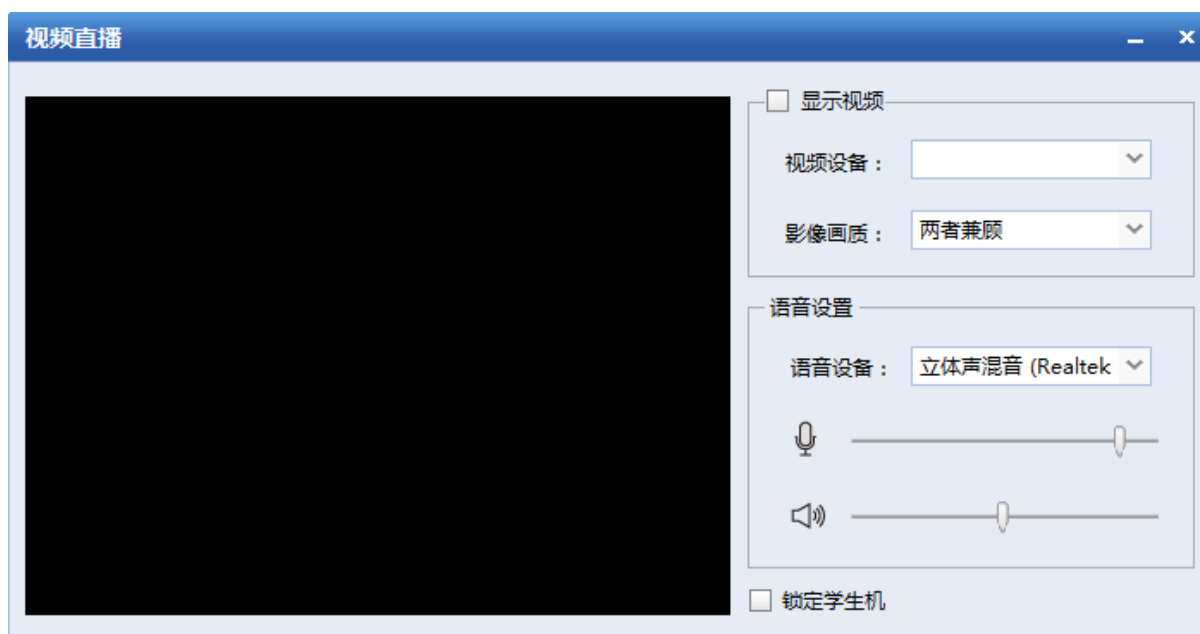 视频直播
显示视频
视频设备：
影像画质：两者兼顾
语音设置
语音设备：立体声混音 (Realtek
锁定学生机